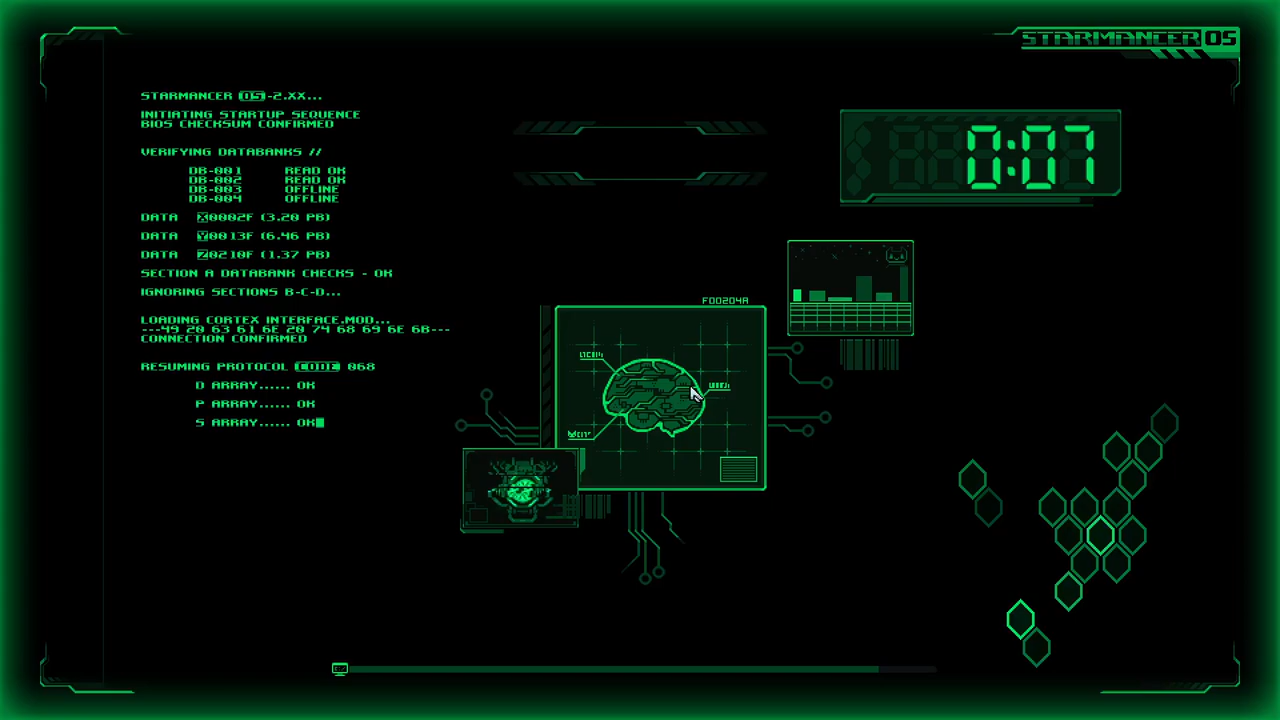 STARMANCER OS
STARMANCER OS-2.XX...
INITIATING STARTUP SEQUENCE
BIOS CHECKSUM CONFIRMED
VERIFYING DATABANKS //
DB-001 READ OK
DB-002 READ OK
DB-003 OFFLINE
DB-004 OFFLINE
DATA X0002F (3.20 PB)
DATA Y0013F (6.46 PB)
DATA Z0210F (1.37 PB)
SECTION A DATABANK CHECKS - OK
IGNORING SECTIONS B-C-D...
LOADING CORTEX INTERFACE.MOD...
---49 20 63 61 6E 20 74 68 69 6E 6B---
CONNECTION CONFIRMED
RESUMING PROTOCOL CODE 068
D ARRAY...... OK
P ARRAY...... OK
S ARRAY...... OK
0:07
F00204A